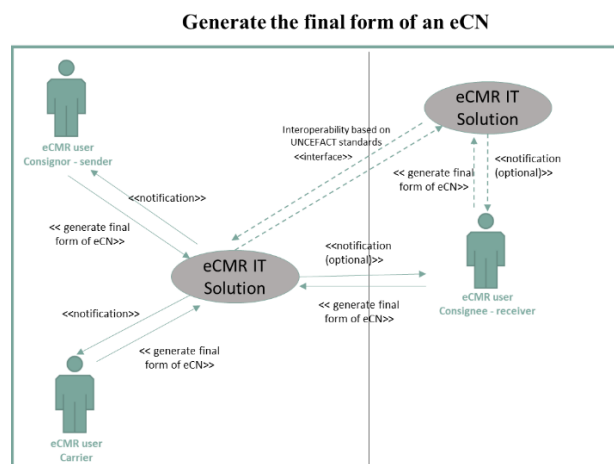 Generate the final form of an eCN
eCMR IT
Solution
eCMR user
Consignor - sender
Interoperability based on
UNCEFACT standards
<<interface>>
<< generate final
form of eCN>>
<<notification
(optional)>>
<<notification>>
<< generate final
form of eCN>>
eCMR IT
Solution
<<notification
(optional)>>
eCMR user
Consignee - receiver
<< generate final
form of eCN>>
<<notification>>
<< generate final
form of eCN>>
eCMR user
Carrier